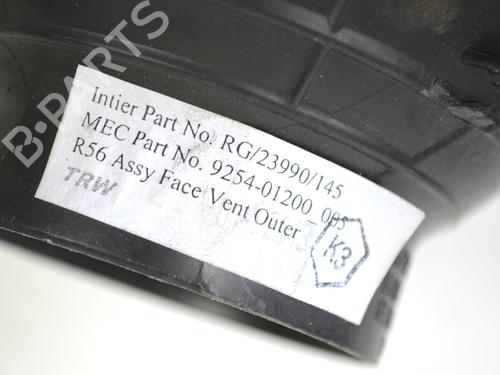 B-PARTS
Intier Part No. RG/23990/145
MEC Part No. 9254-01200_005
R56 Assy Face Vent Outer
TRW
K3